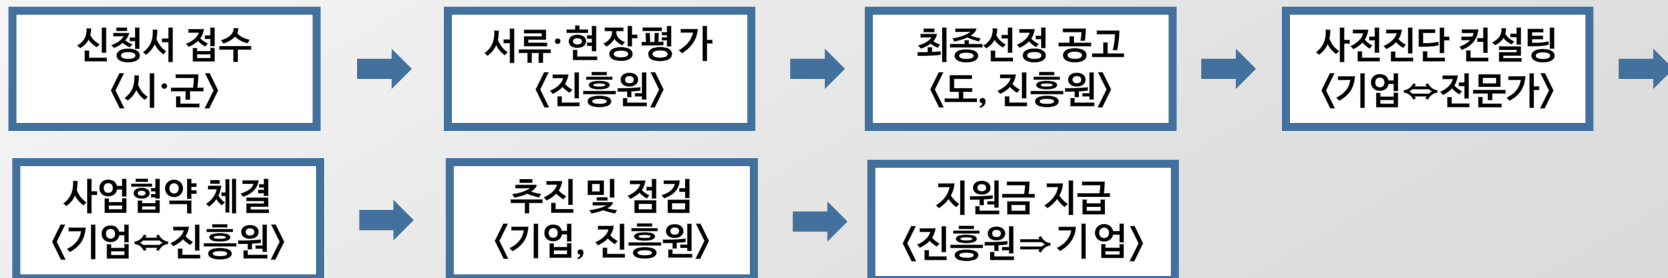 신청서 접수
〈시·군〉
서류·현장평가
〈진흥원〉
최종선정 공고
〈도, 진흥원〉
사전진단 컨설팅
〈기업⇔전문가〉
사업협약 체결
〈기업⇔진흥원〉
추진 및 점검
〈기업, 진흥원〉
지원금 지급
〈진흥원⇒기업〉